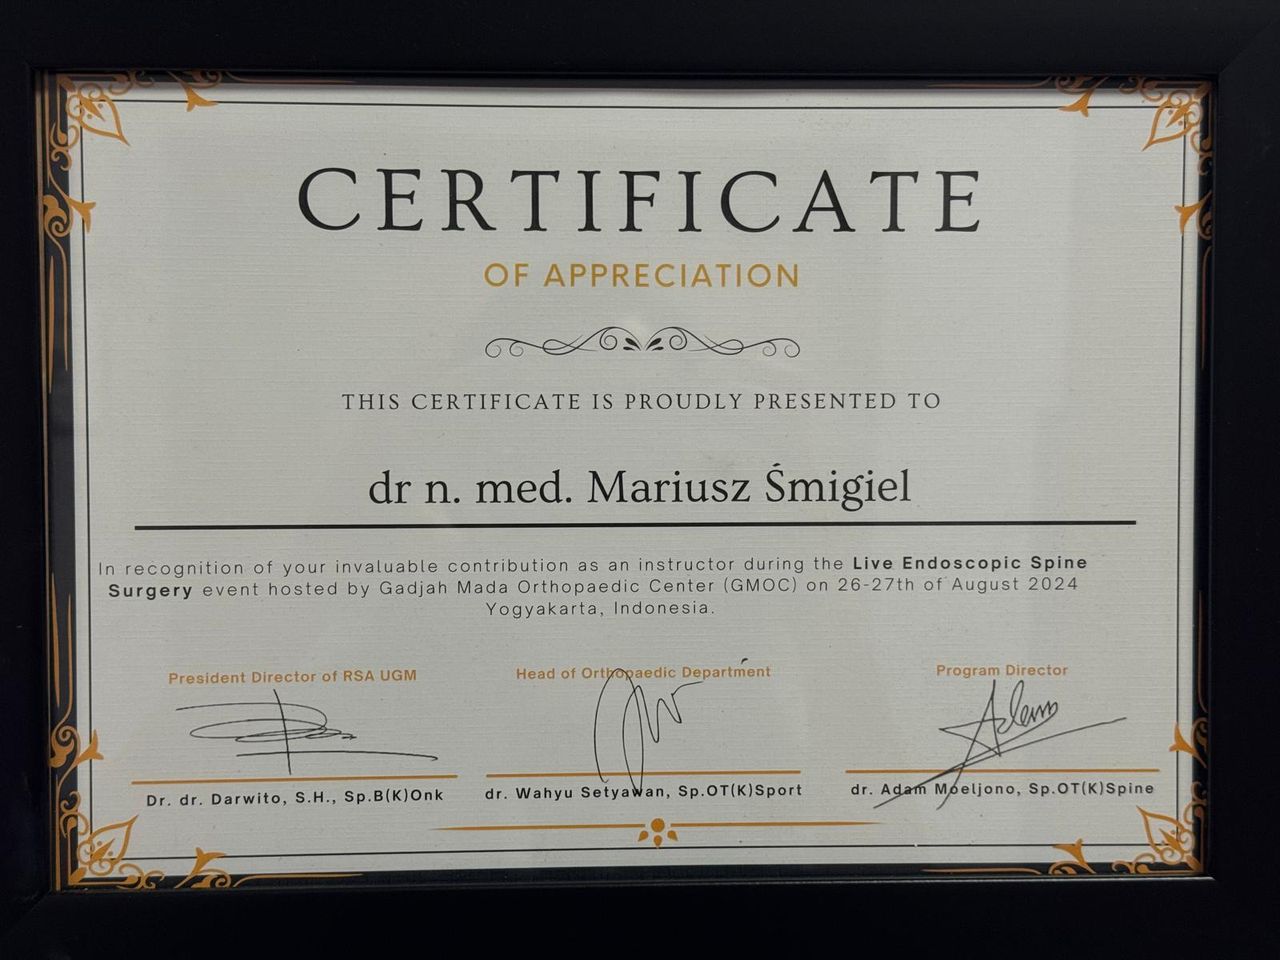 CERTIFICATE
OF APPRECIATION
THIS CERTIFICATE IS PROUDLY PRESENTED TO
dr n. med. Mariusz Śmigiel
In recognition of your invaluable contribution as an instructor during the Live Endoscopic Spine
Surgery event hosted by Gadjah Mada Orthopaedic Center (GMOC) on 26-27th of August 2024
Yogyakarta, Indonesia.
President Director of RSA UGM
Dr. dr. Darwito, S.H., Sp.B(K)Onk
Head of Orthopaedic Department
dr. Wahyu Setyawan, Sp.OT(K)Sport
Program Director
Adam
dr. Adam Moeljono, Sp.OT(K)Spine